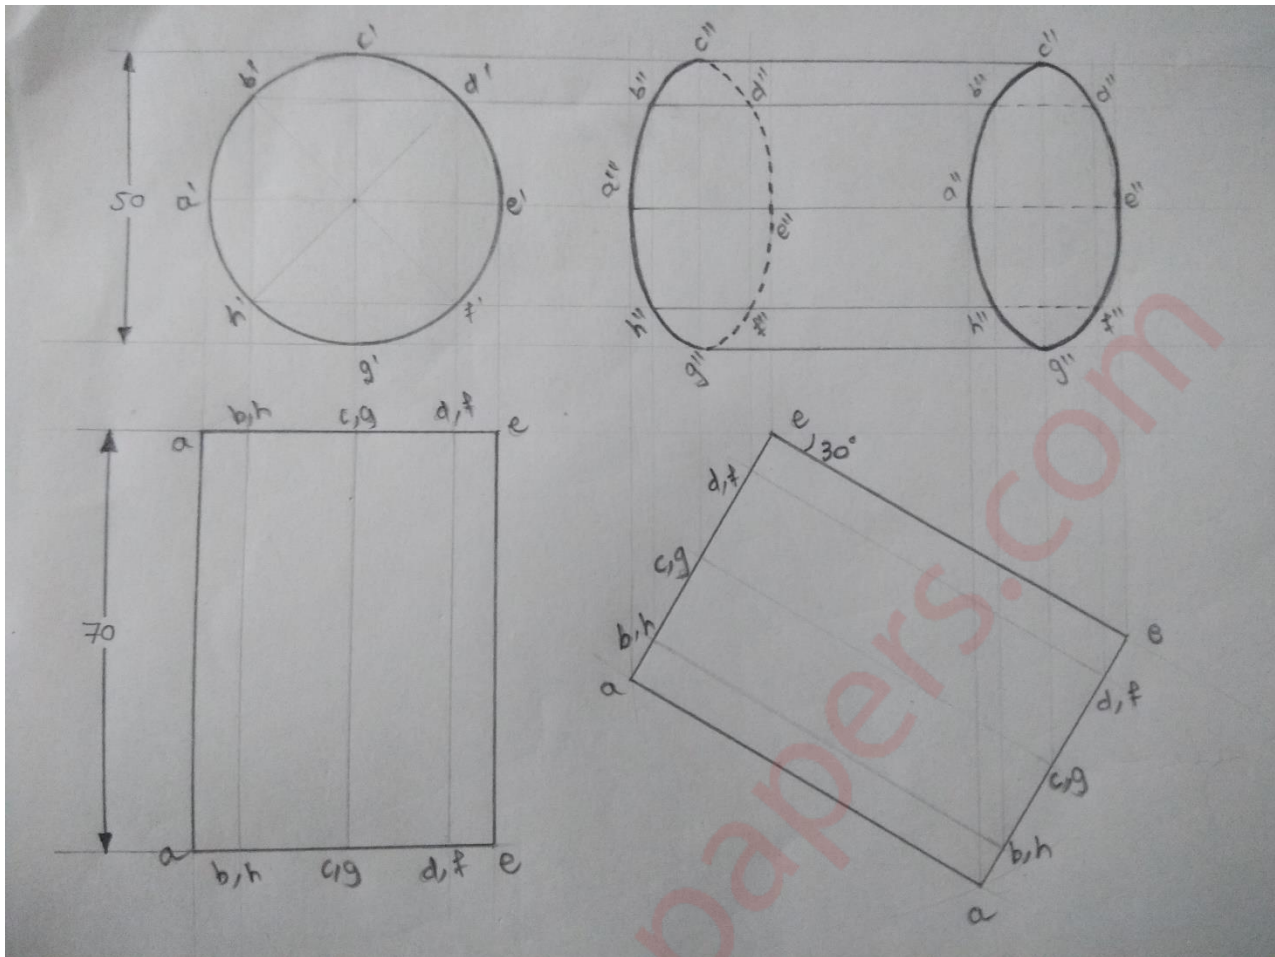 c'
b'
d'
50
a'
e'
h'
f'
g'
c"
b"
d"
a"
e"
h"
f"
g"
c"
b"
d"
a"
e"
h"
f"
g"
a
b,h
c,g
d,f
e
70
a
b,h
c,g
d,f
e
e
30°
d,f
c,g
b,h
a
e
d,f
c,g
b,h
a
papers.com